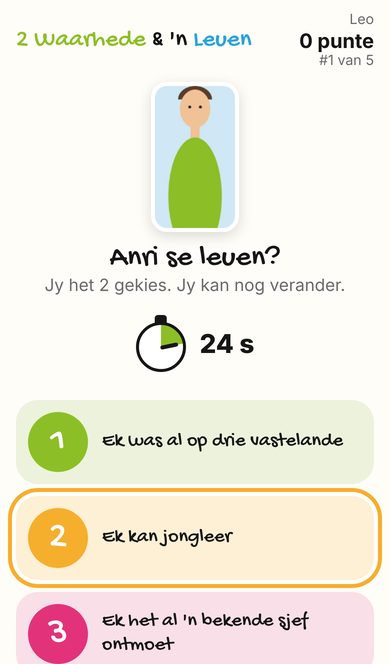 Leo
2 Waarhede & 'n Leuen
0 punte
#1 van 5
Anri se leuen?
Jy het 2 gekies. Jy kan nog verander.
24 s
1
Ek was al op drie vastelande
2
Ek kan jongleer
3
Ek het al 'n bekende sjef
ontmoet